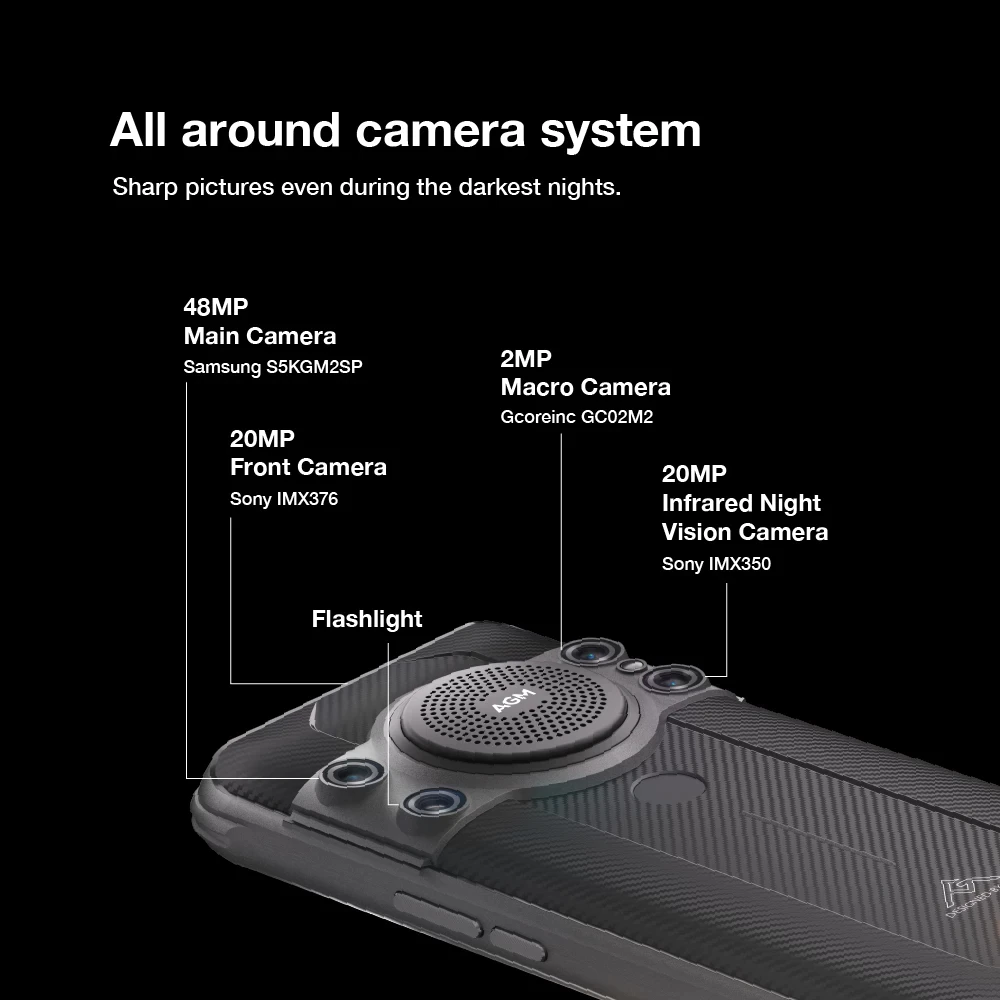 All around camera system
Sharp pictures even during the darkest nights.
48MP
Main Camera
Samsung S5KGM2SP
2MP
Macro Camera
Gcoreinc GC02M2
20MP
Front Camera
Sony IMX376
20MP
Infrared Night
Vision Camera
Sony IMX350
Flashlight
AGM
DESIGNED